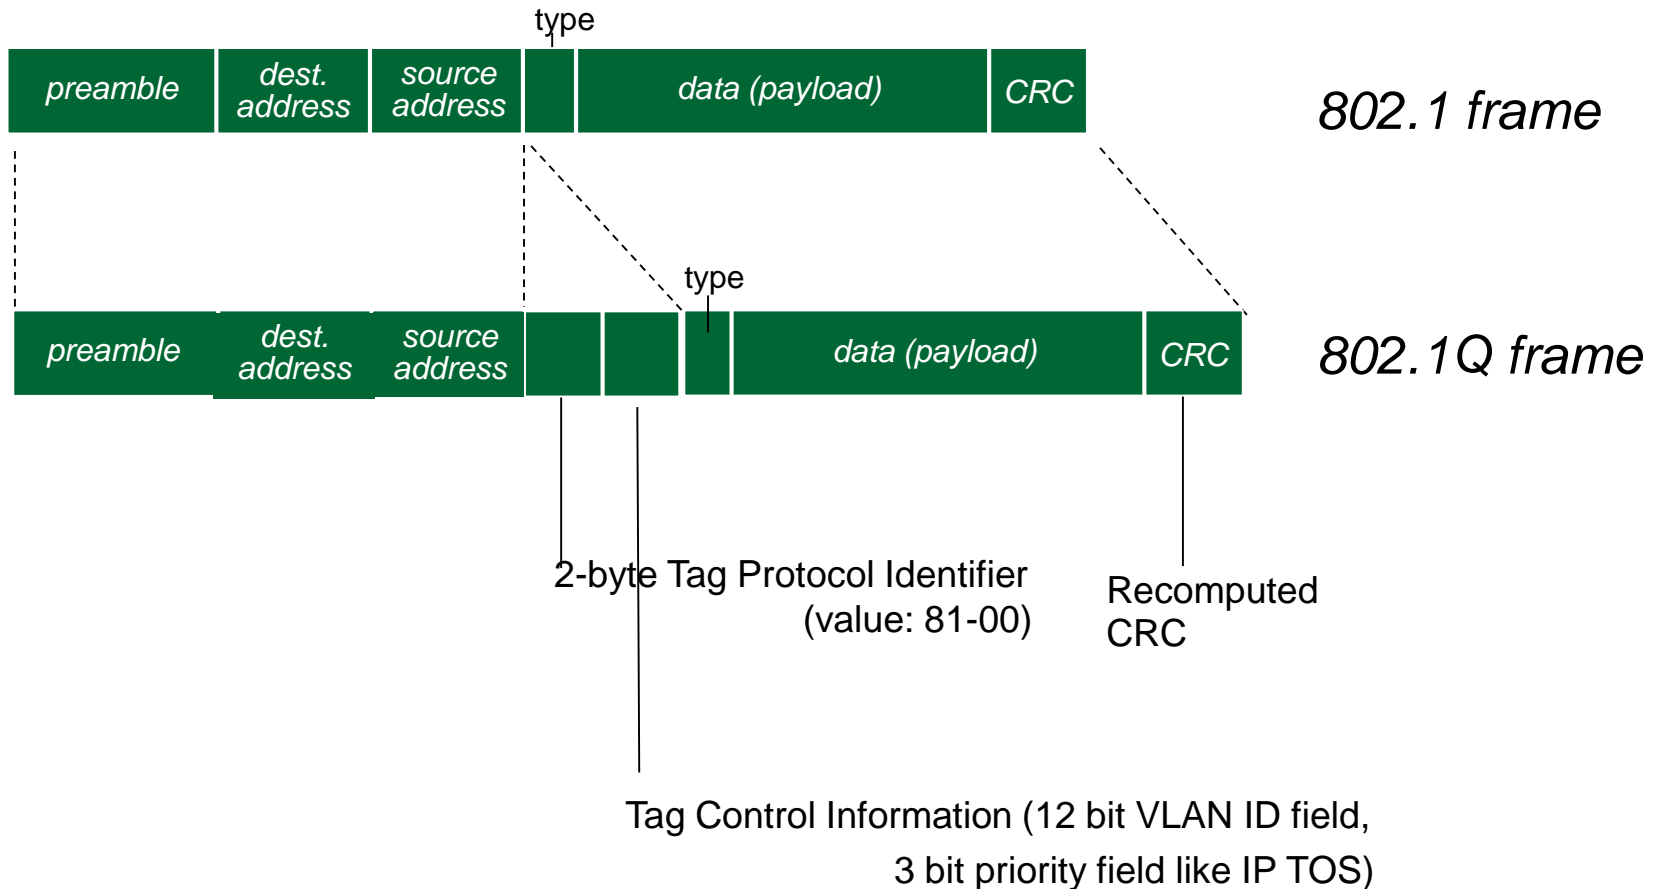 type
preamble
dest.
address
source
address
data (payload)
CRC
802.1 frame
type
preamble
dest.
address
source
address
data (payload)
CRC
802.1Q frame
2-byte Tag Protocol Identifier
(value: 81-00)
Recomputed
CRC
Tag Control Information (12 bit VLAN ID field,
3 bit priority field like IP TOS)